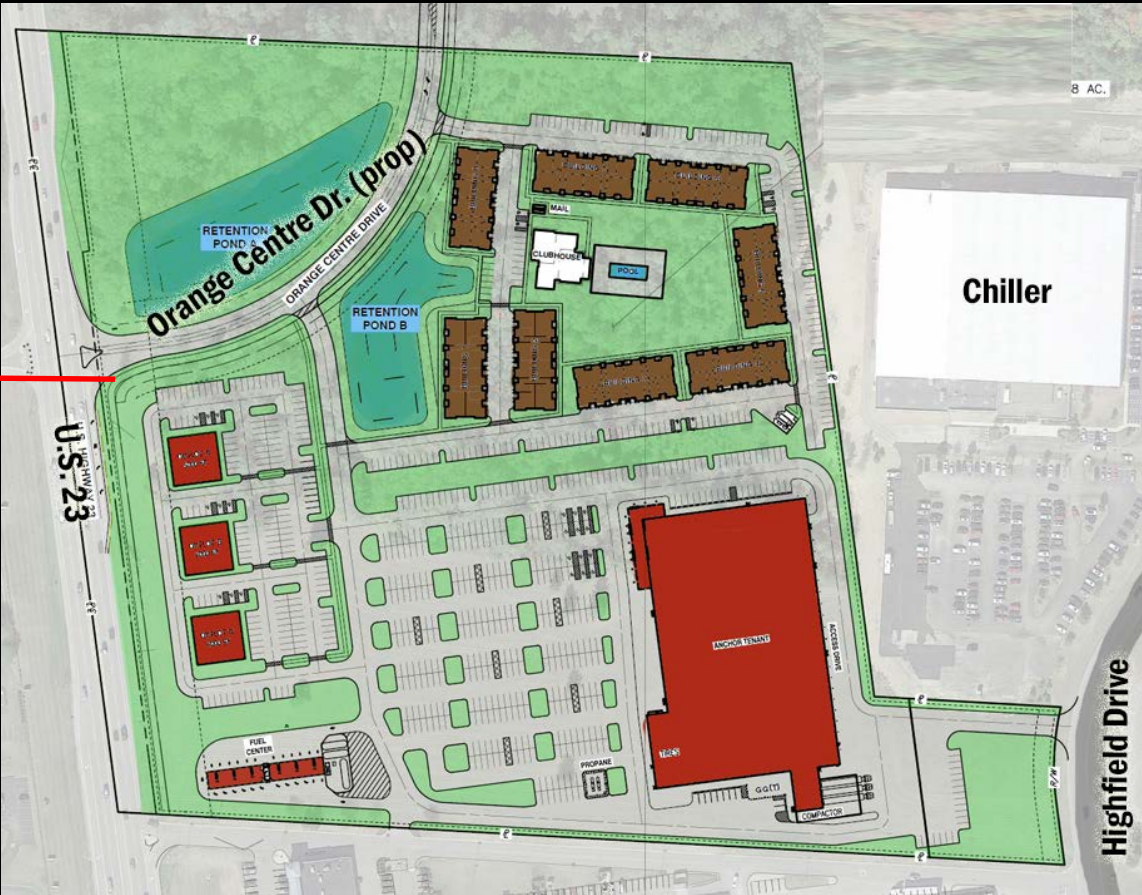 8 AC.
Orange Centre Dr. (prop)
RETENTION
POND A
ORANGE CENTRE DRIVE
MAIL
CLUBHOUSE
POOL
RETENTION
POND B
Chiller
U.S. 23
ANCHOR TENANT
ACCESS DRIVE
TIRES
FUEL
CENTER
PROPANE
COMPACTOR
Highfield Drive